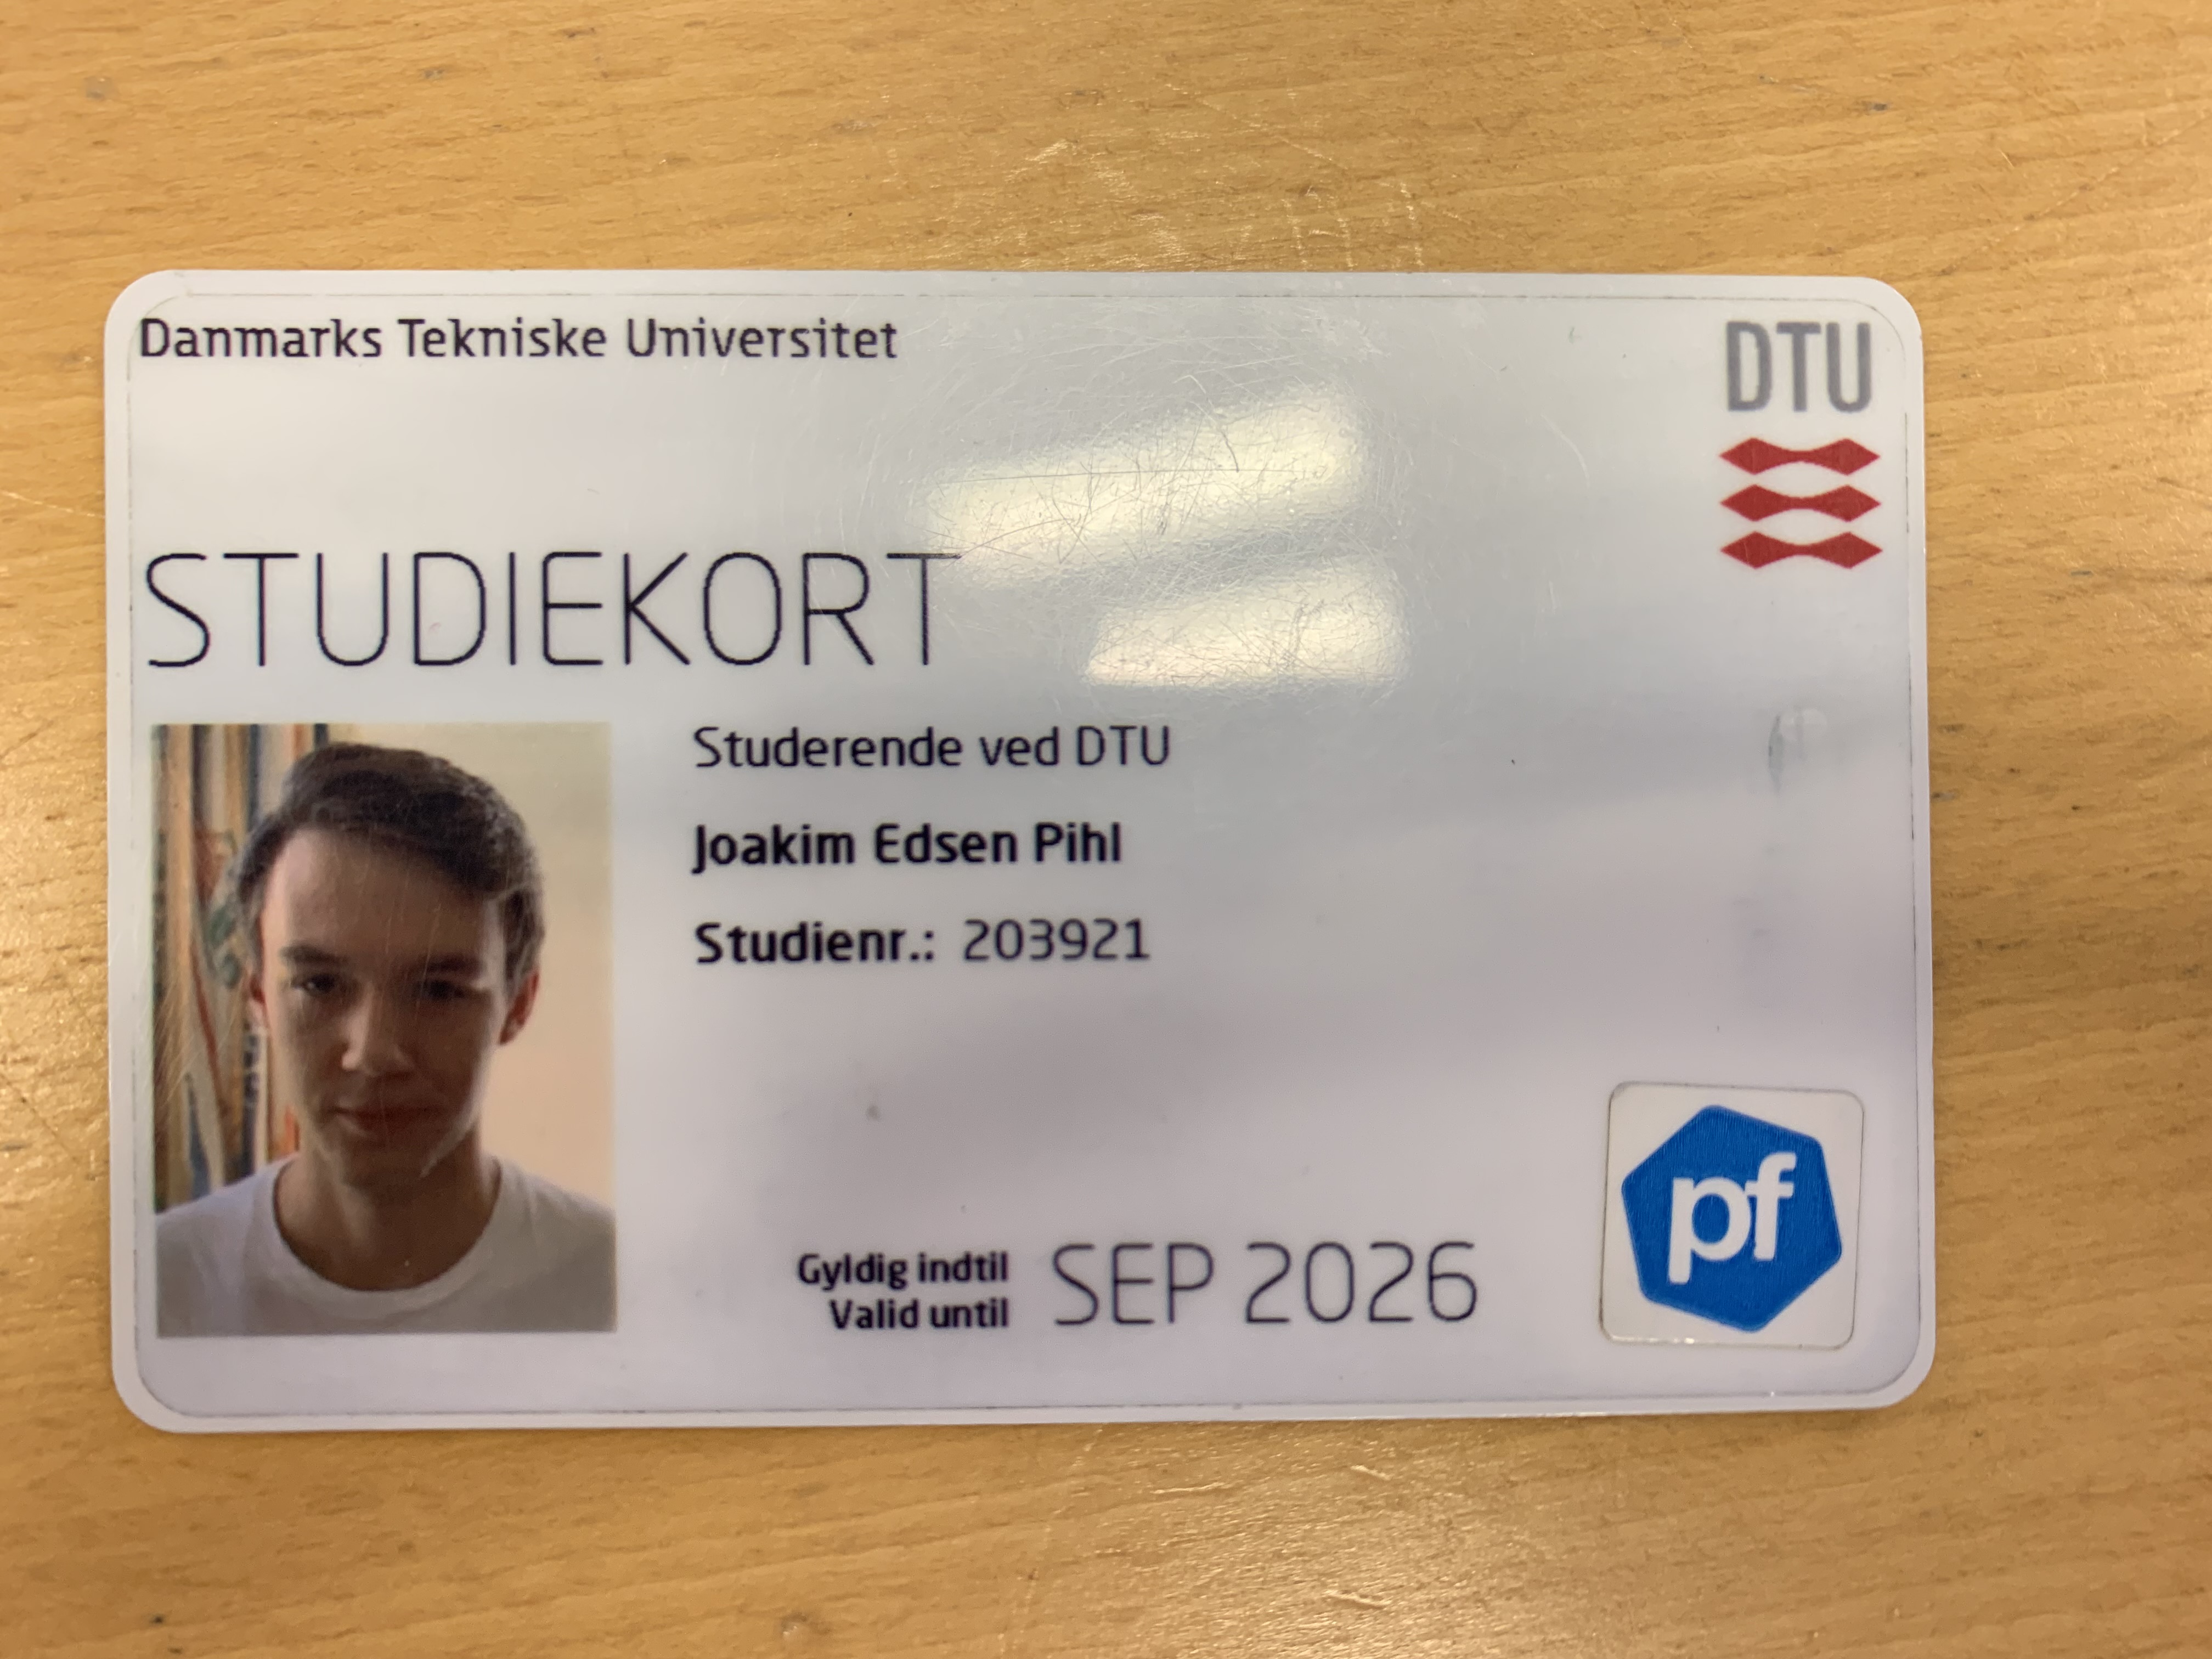 Danmarks Tekniske Universitet
DTU
STUDIEKORT
Studerende ved DTU
Joakim Edsen Pihl
Studienr.: 203921
Gyldig indtil
Valid until
SEP 2026
pf